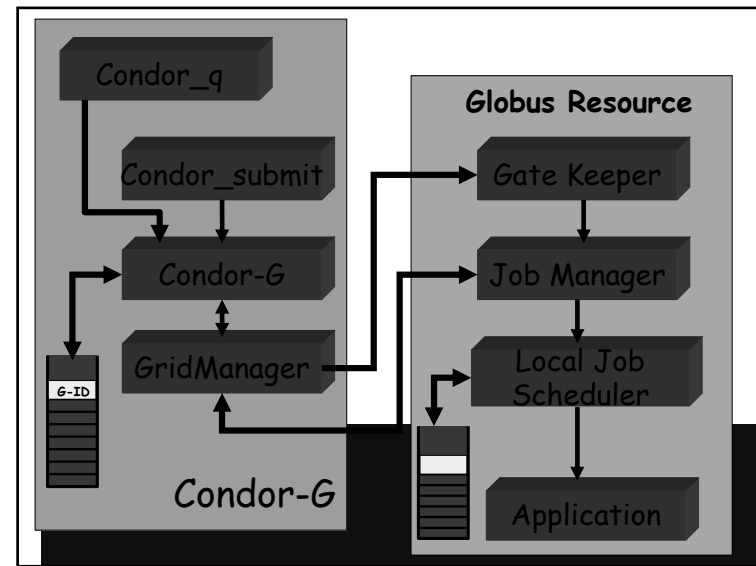 Condor_q
Condor_submit
Condor-G
GridManager
G-ID
Condor-G
Globus Resource
Gate Keeper
Job Manager
Local Job
Scheduler
Application